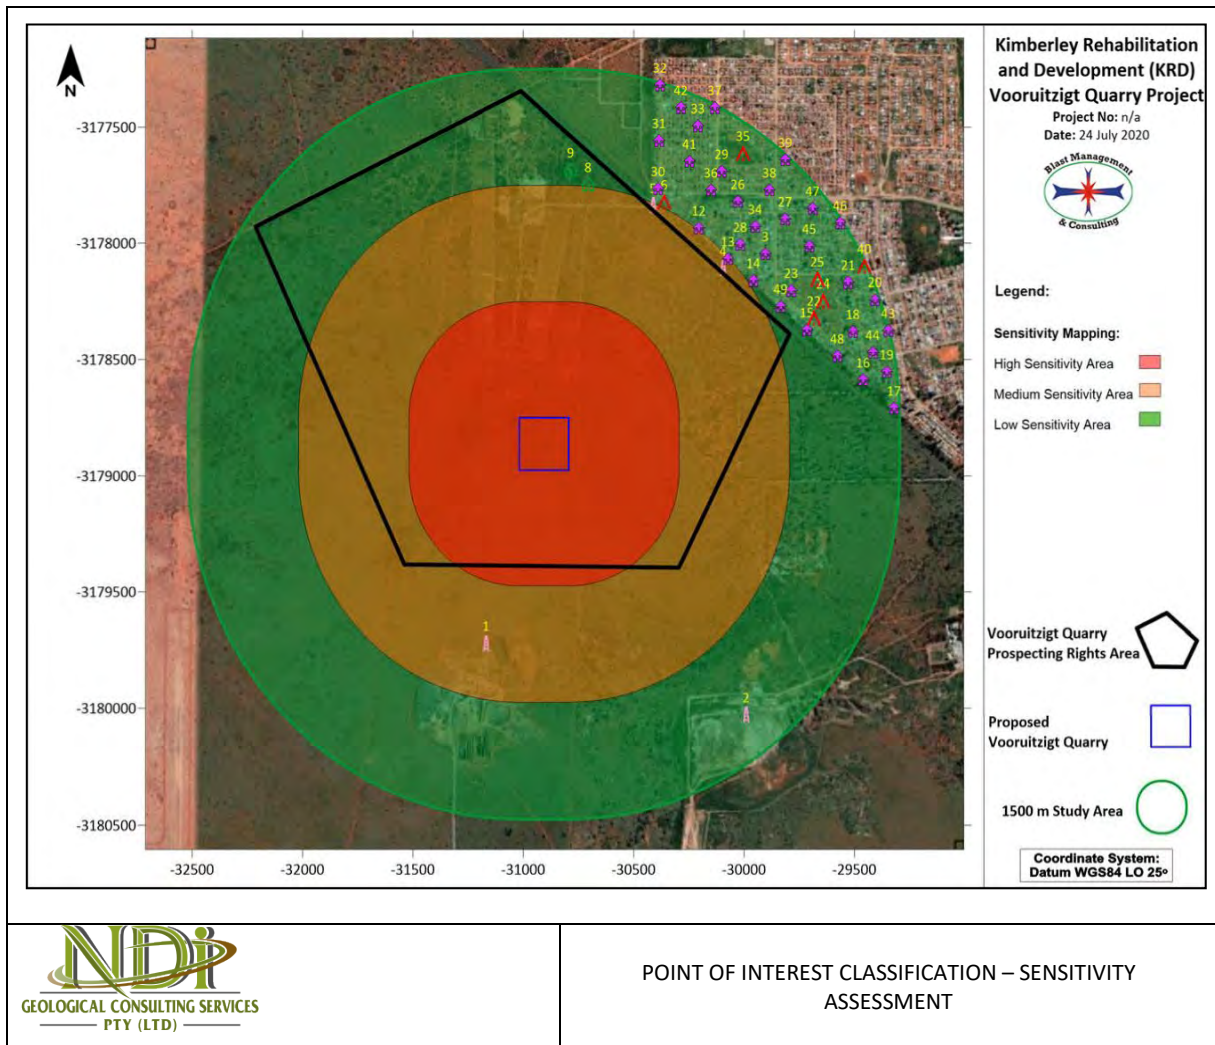 N
-3177500
-3178000
-3178500
-3179000
-3179500
-3180000
-3180500
-32500
-32000
-31500
-31000
-30500
-30000
-29500
32
42
37
33
31
35
39
41
29
9
8
30
36
38
26
47
12
34
27
46
28
13
3
45
4
40
14
25
21
23
24
20
49
22
15
18
43
48
44
16
19
17
1
2
Kimberley Rehabilitation
and Development (KRD)
Vooruitzigt Quarry Project
Project No: n/a
Date: 24 July 2020
Blast Management
& Consulting
Legend:
Sensitivity Mapping:
High Sensitivity Area
Medium Sensitivity Area
Low Sensitivity Area
Vooruitzigt Quarry
Prospecting Rights Area
Proposed
Vooruitzigt Quarry
1500 m Study Area
Coordinate System:
Datum WGS84 LO 25º
NDi
GEOLOGICAL CONSULTING SERVICES
PTY (LTD)
POINT OF INTEREST CLASSIFICATION – SENSITIVITY
ASSESSMENT